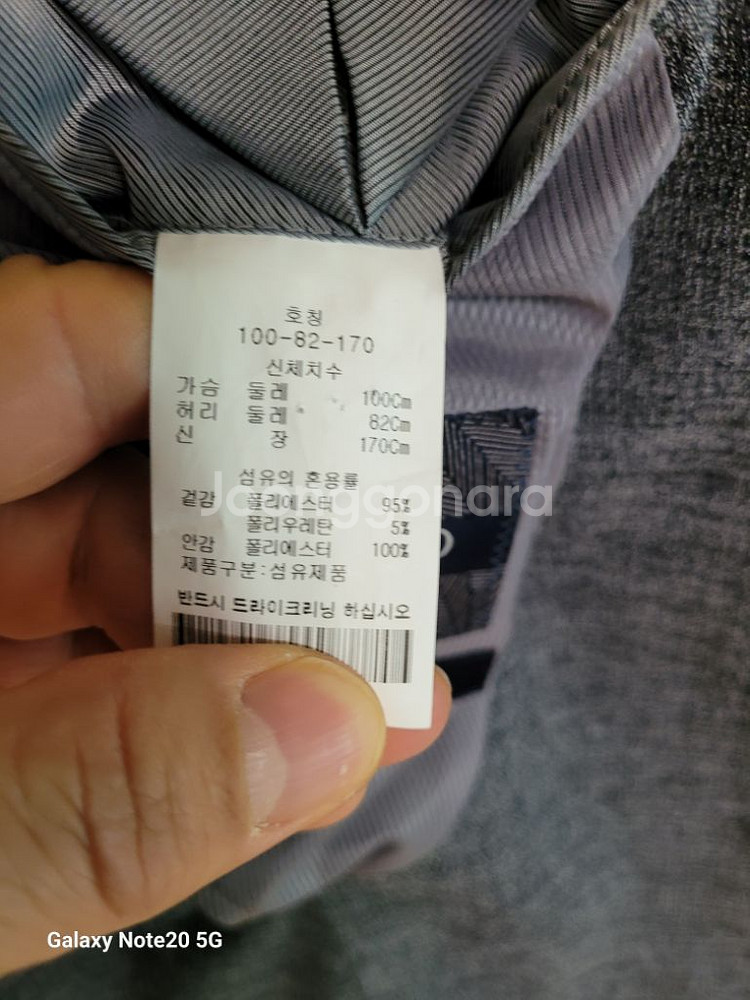 호칭
100-82-170
신체치수
가슴 둘레 100Cm
허리 둘레 82Cm
신 장 170Cm
섬유의 혼용률
겉감 폴리에스터 95%
폴리우레탄 5%
안감 폴리에스터 100%
제품구분:섬유제품
반드시 드라이크리닝 하십시오
Joonggonara
Galaxy Note20 5G